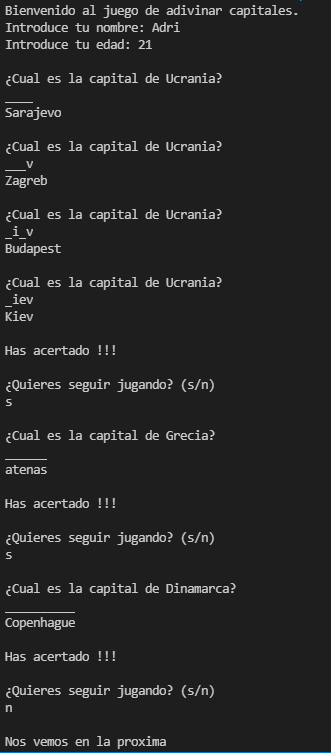 Bienvenido al juego de adivinar capitales.
Introduce tu nombre: Adri
Introduce tu edad: 21
¿Cual es la capital de Ucrania?
____
Sarajevo
¿Cual es la capital de Ucrania?
___v
Zagreb
¿Cual es la capital de Ucrania?
_i_v
Budapest
¿Cual es la capital de Ucrania?
_iev
Kiev
Has acertado !!!
¿Quieres seguir jugando? (s/n)
s
¿Cual es la capital de Grecia?
______
atenas
Has acertado !!!
¿Quieres seguir jugando? (s/n)
s
¿Cual es la capital de Dinamarca?
__________
Copenhague
Has acertado !!!
¿Quieres seguir jugando? (s/n)
n
Nos vemos en la proxima